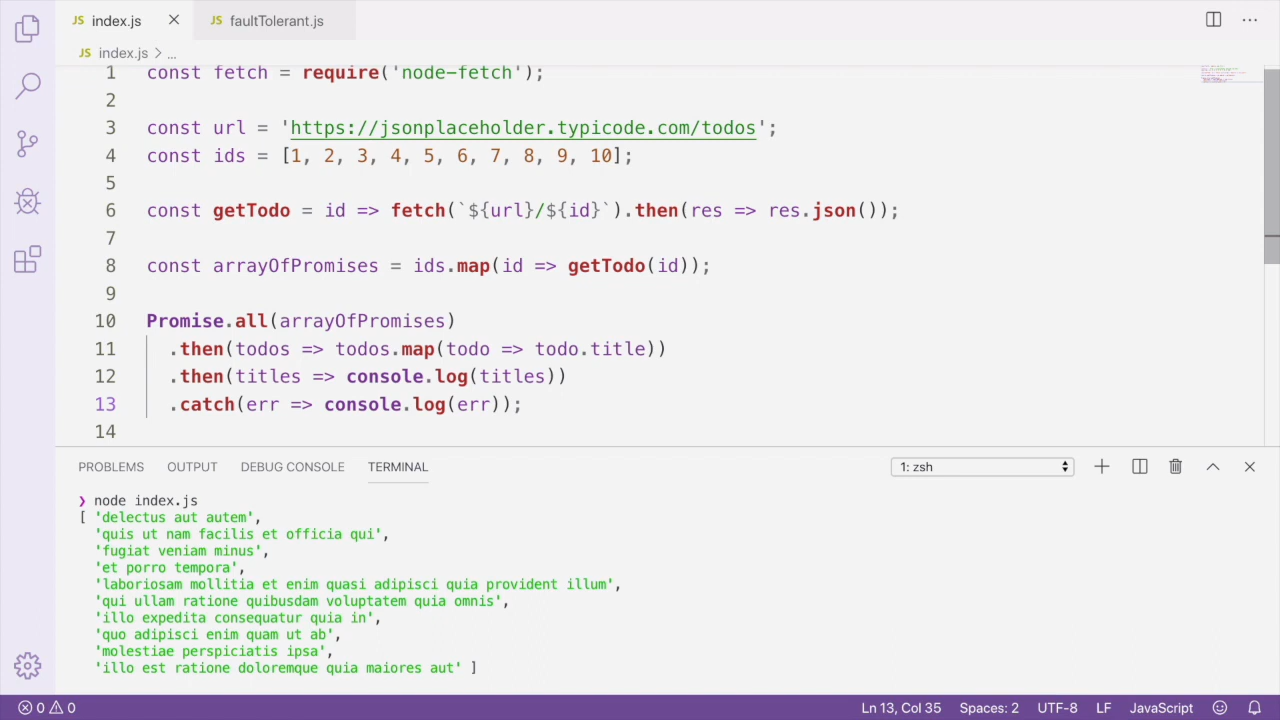 JS index.js
JS faultTolerant.js
JS index.js > ...
1 const fetch = require('node-fetch');
2
3 const url = 'https://jsonplaceholder.typicode.com/todos';
4 const ids = [1, 2, 3, 4, 5, 6, 7, 8, 9, 10];
5
6 const getTodo = id => fetch(`${url}/${id}`).then(res => res.json());
7
8 const arrayOfPromises = ids.map(id => getTodo(id));
9
10 Promise.all(arrayOfPromises)
11 .then(todos => todos.map(todo => todo.title))
12 .then(titles => console.log(titles))
13 .catch(err => console.log(err));
14
PROBLEMS OUTPUT DEBUG CONSOLE TERMINAL 1: zsh
❯ node index.js
[ 'delectus aut autem',
'quis ut nam facilis et officia qui',
'fugiat veniam minus',
'et porro tempora',
'laboriosam mollitia et enim quasi adipisci quia provident illum',
'qui ullam ratione quibusdam voluptatem quia omnis',
'illo expedita consequatur quia in',
'quo adipisci enim quam ut ab',
'molestiae perspiciatis ipsa',
'illo est ratione doloremque quia maiores aut' ]
0 0 Ln 13, Col 35 Spaces: 2 UTF-8 LF JavaScript